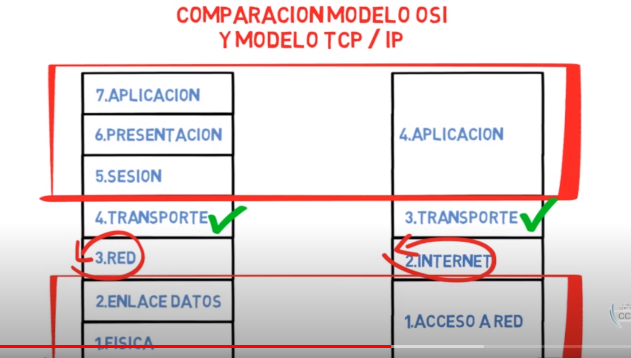 COMPARACION MODELO OSI
Y MODELO TCP / IP
7.APLICACION
6.PRESENTACION
5.SESION
4.TRANSPORTE
3.RED
2.ENLACE DATOS
1.FISICA
4.APLICACION
3.TRANSPORTE
2.INTERNET
1.ACCESO A RED
CC